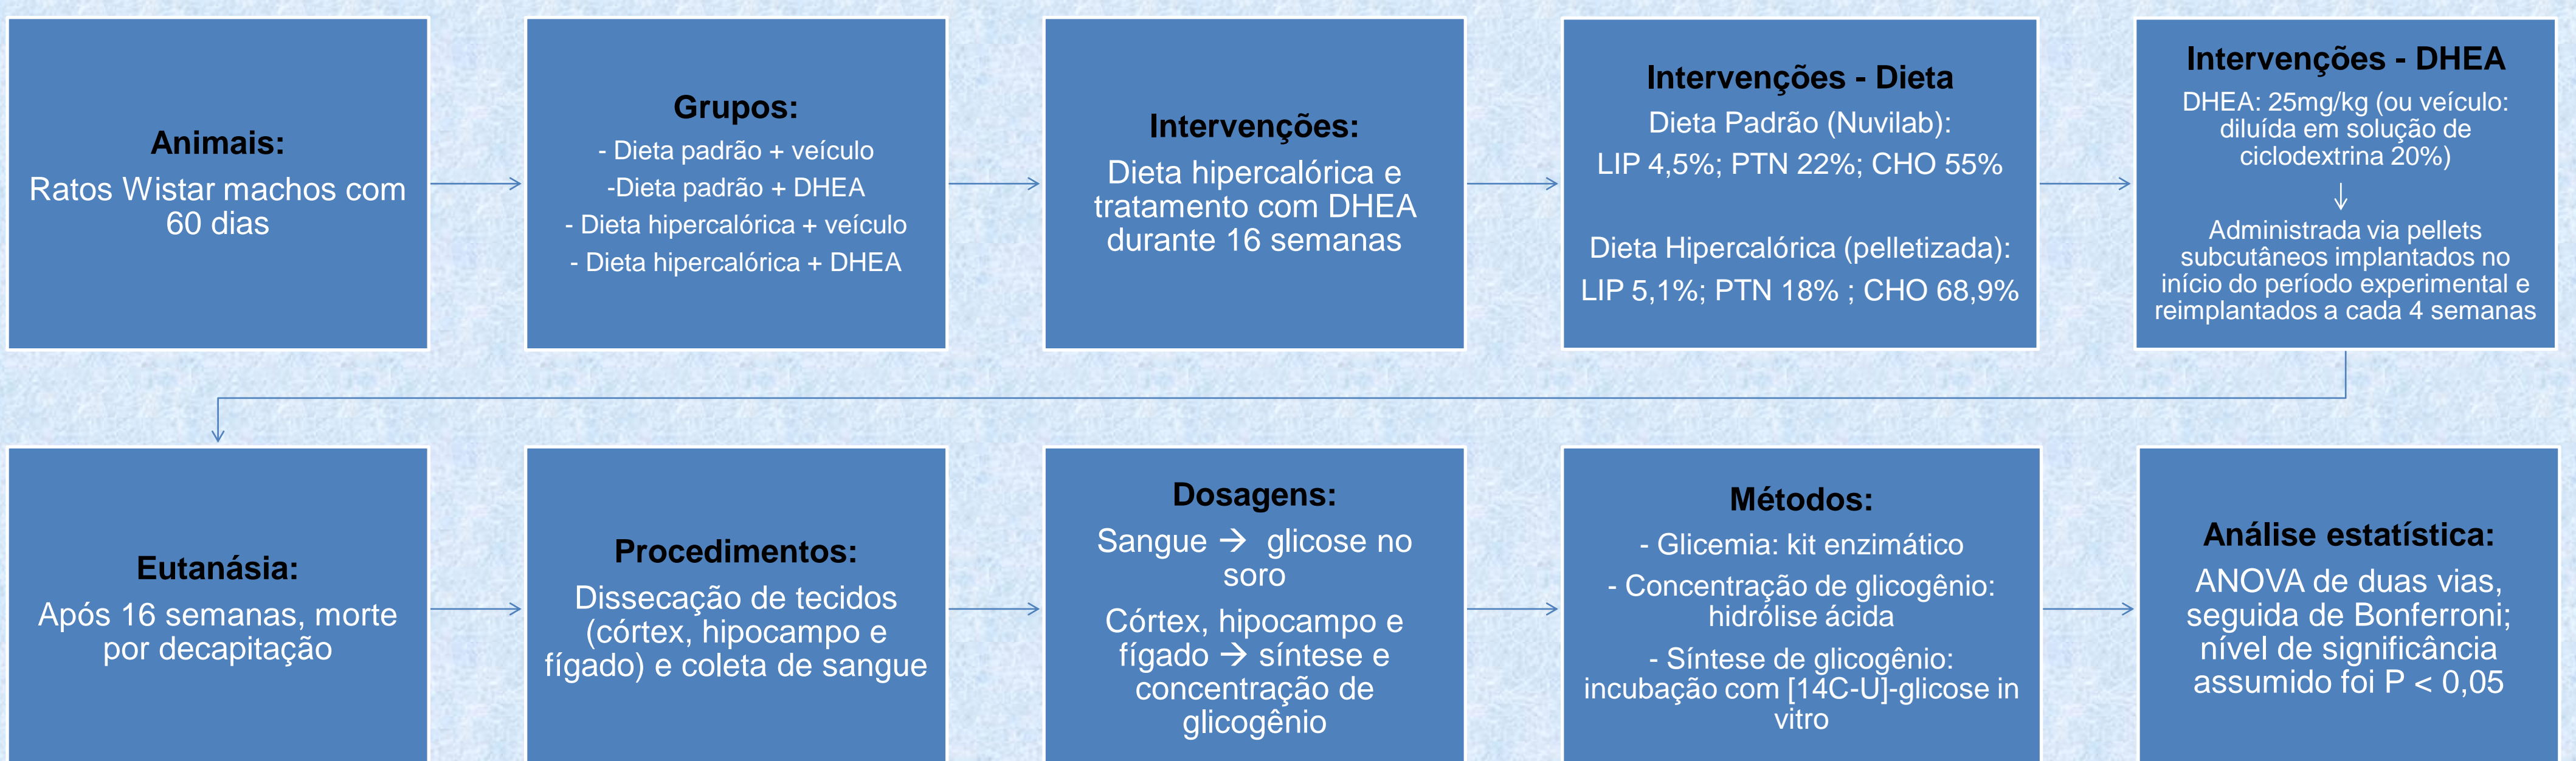 Animais:
Ratos Wistar machos com
60 dias
Grupos:
- Dieta padrão + veículo
-Dieta padrão + DHEA
- Dieta hipercalórica + veículo
- Dieta hipercalórica + DHEA
Intervenções:
Dieta hipercalórica e
tratamento com DHEA
durante 16 semanas
Intervenções - Dieta
Dieta Padrão (Nuvilab):
LIP 4,5%; PTN 22%; CHO 55%
Dieta Hipercalórica (pelletizada):
LIP 5,1%; PTN 18% ; CHO 68,9%
Intervenções - DHEA
DHEA: 25mg/kg (ou veículo:
diluída em solução de
ciclodextrina 20%)
↓
Administrada via pellets
subcutâneos implantados no
início do período experimental e
reimplantados a cada 4 semanas
Eutanásia:
Após 16 semanas, morte
por decapitação
Procedimentos:
Dissecação de tecidos
(córtex, hipocampo e
fígado) e coleta de sangue
Dosagens:
Sangue → glicose no
soro
Córtex, hipocampo e
fígado → síntese e
concentração de
glicogênio
Métodos:
- Glicemia: kit enzimático
- Concentração de glicogênio:
hidrólise ácida
- Síntese de glicogênio:
incubação com [14C-U]-glicose in
vitro
Análise estatística:
ANOVA de duas vias,
seguida de Bonferroni;
nível de significância
assumido foi P < 0,05